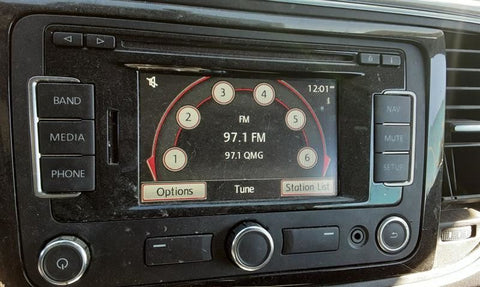 BAND
MEDIA
PHONE
12:01
3 4
2 5
FM
97.1 FM
97.1 QMG
1 6
Options Tune Station List
NAV
MUTE
SETUP